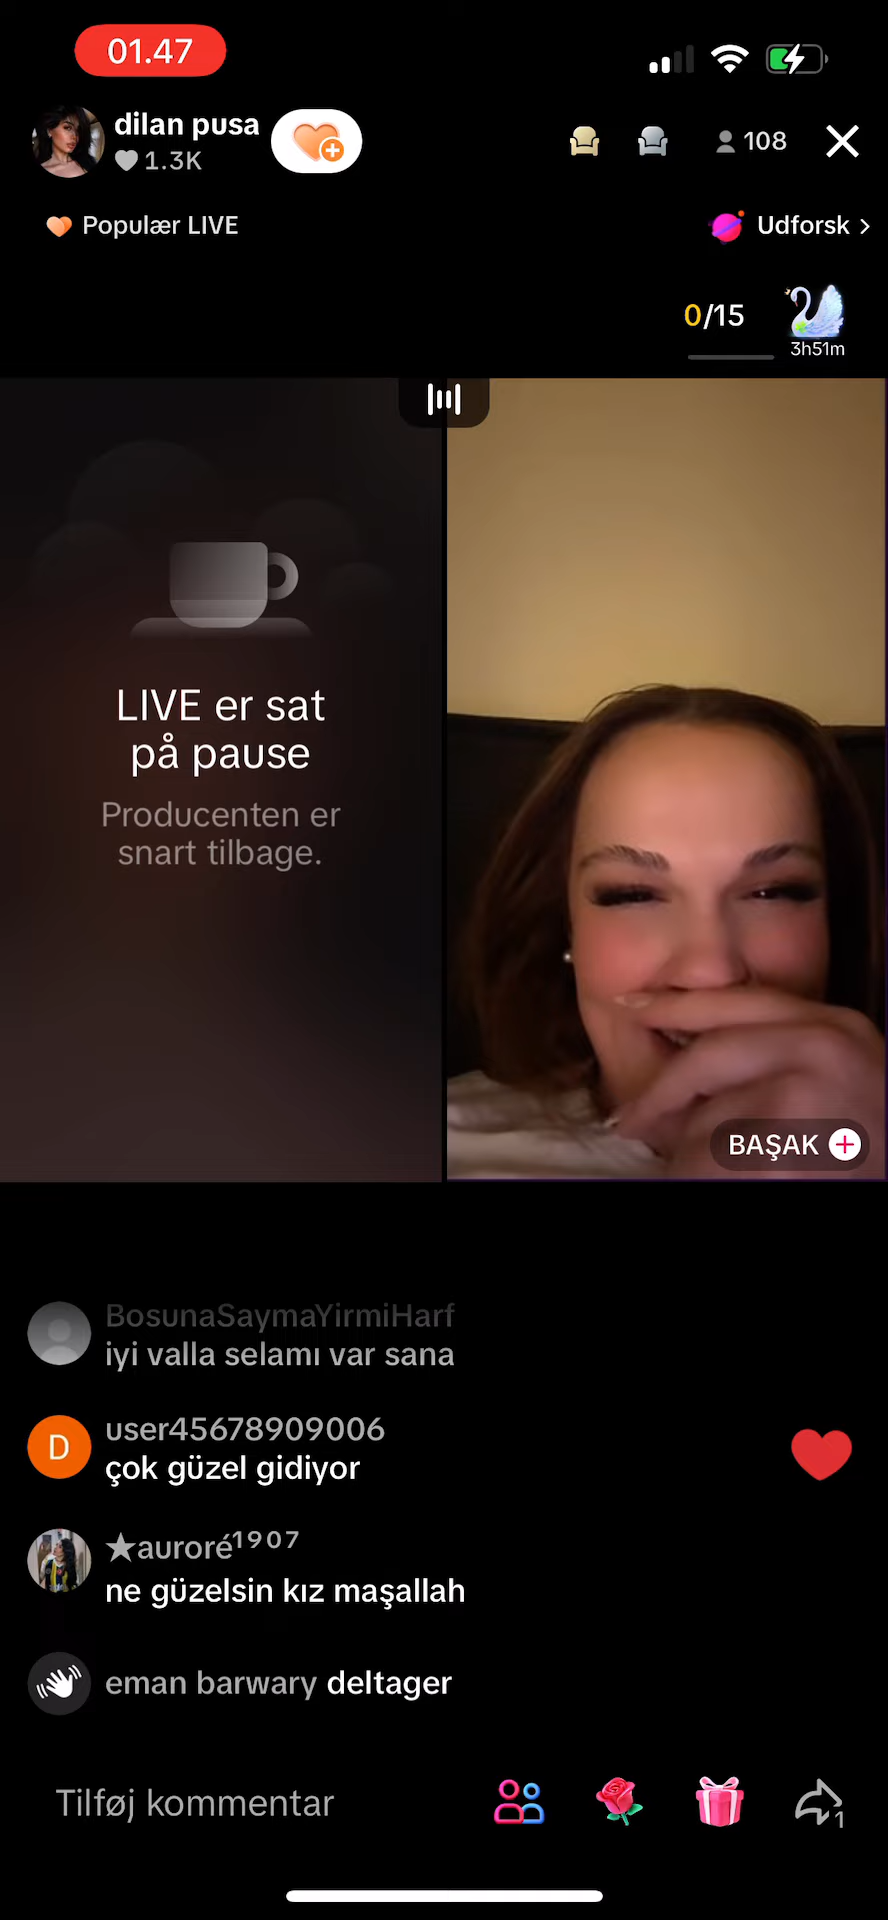 01.47
dilan pusa
1.3K
108
Populær LIVE
Udforsk >
0/15
3h51m
LIVE er sat
på pause
Producenten er
snart tilbage.
BAŞAK
BosunaSaymaYirmiHarf
iyi valla selamı var sana
D
user45678909006
çok güzel gidiyor
★auroré¹⁹⁰⁷
ne güzelsin kız maşallah
eman barwary deltager
Tilføj kommentar
1